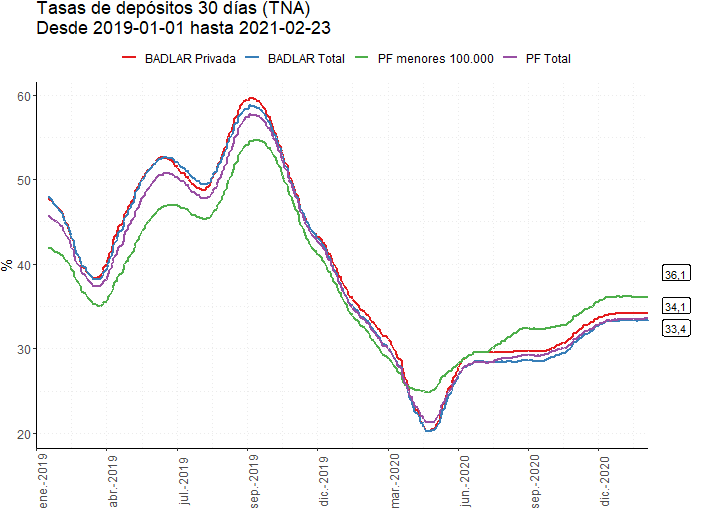 Tasas de depósitos 30 días (TNA)
Desde 2019-01-01 hasta 2021-02-23
BADLAR Privada BADLAR Total PF menores 100.000 PF Total
%
60
50
40
30
20
36,1
34,1
33,4
ene.-2019
abr.-2019
jul.-2019
sep.-2019
dic.-2019
mar.-2020
jun.-2020
sep.-2020
dic.-2020